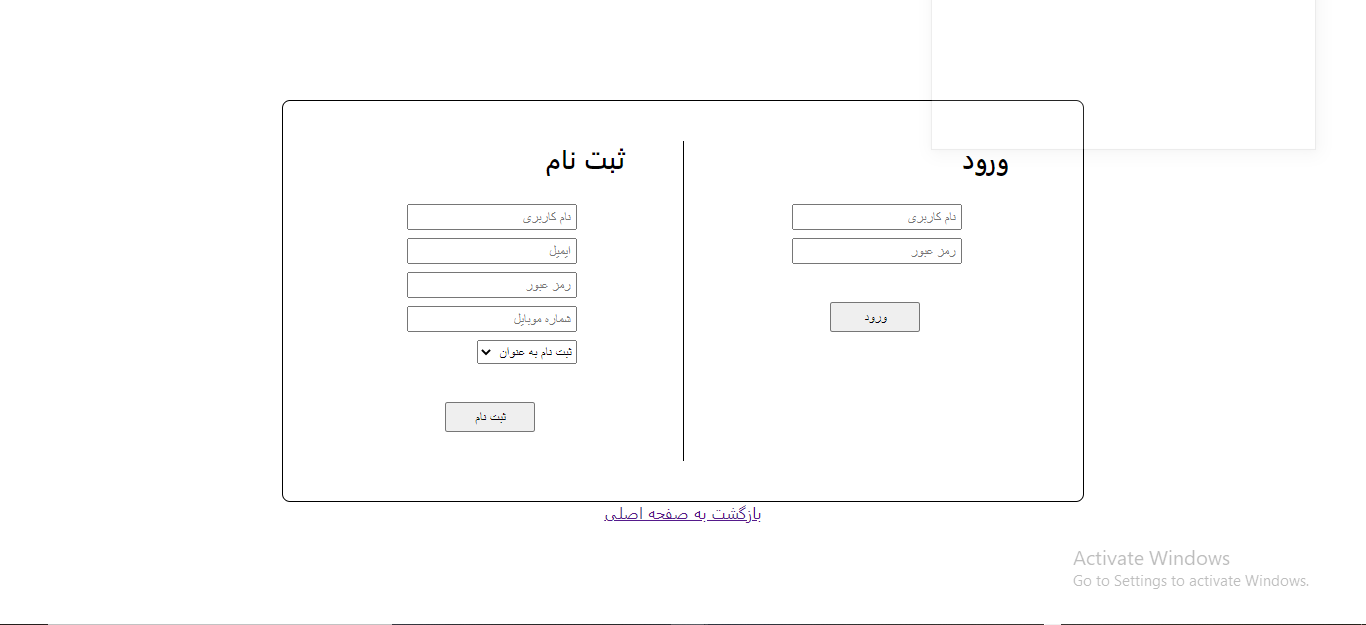 ورود
نام کاربری
رمز عبور
ورود
ثبت نام
نام کاربری
ایمیل
رمز عبور
شماره موبایل
ثبت نام به عنوان
ثبت نام
بازگشت به صفحه اصلی
Activate Windows
Go to Settings to activate Windows.